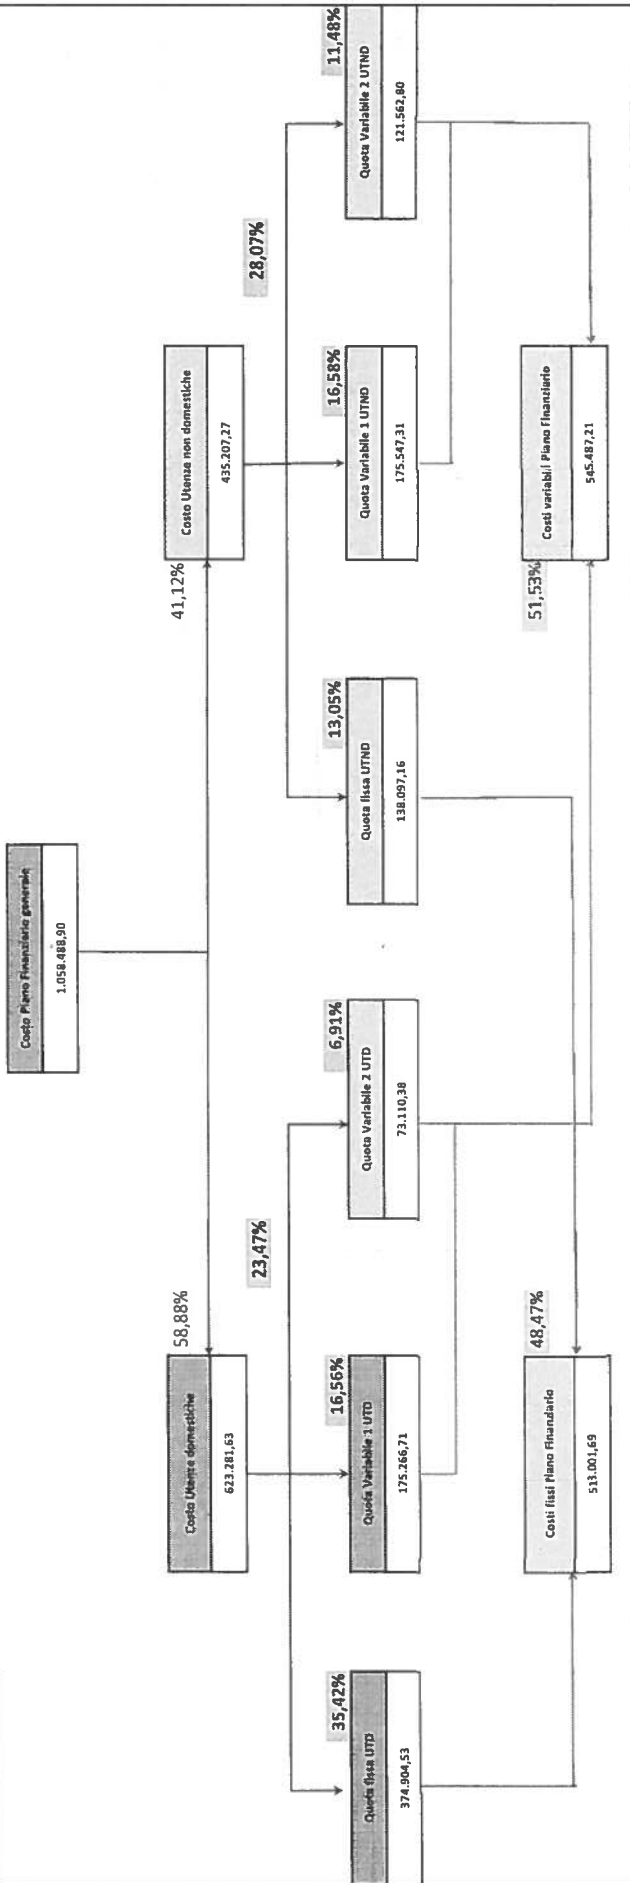 Costo Piano Finanziario generale
1.058.488,90
58,88%
41,12%
Costo Utenze domestiche
623.281,63
Costo Utenze non domestiche
435.207,27
23,47%
28,07%
35,42%
Quota fissa UTD
374.904,53
16,56%
Quota Variabile 1 UTD
175.266,71
6,91%
Quota Variabile 2 UTD
73.110,38
13,05%
Quota fissa UTND
138.097,16
16,58%
Quota Variabile 1 UTND
175.547,31
11,48%
Quota Variabile 2 UTND
121.562,80
48,47%
Costi fissi Piano Finanziario
513.001,69
51,53%
Costi variabili Piano Finanziario
545.487,21